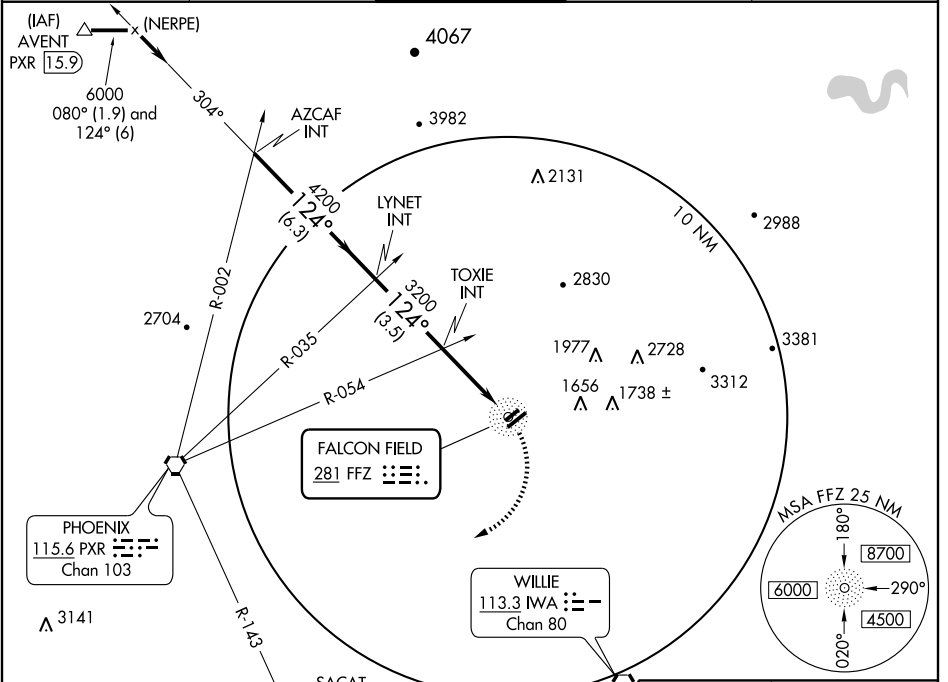 (IAF)
AVENT
PXR 15.9
(NERPE)
6000
080° (1.9) and
124° (6)
304°
4067
3982
AZCAF
INT
4200
124°
(6.3)
LYNET
INT
2131
10 NM
2988
R-002
2704
R-035
3200
124°
(3.5)
TOXIE
INT
2830
1977
2728
3381
3312
1656
1738 ±
R-054
FALCON FIELD
281 FFZ
PHOENIX
115.6 PXR
Chan 103
3141
R-143
WILLIE
113.3 IWA
Chan 80
MSA FFZ 25 NM
180°
8700
6000
290°
4500
020°
SACAT